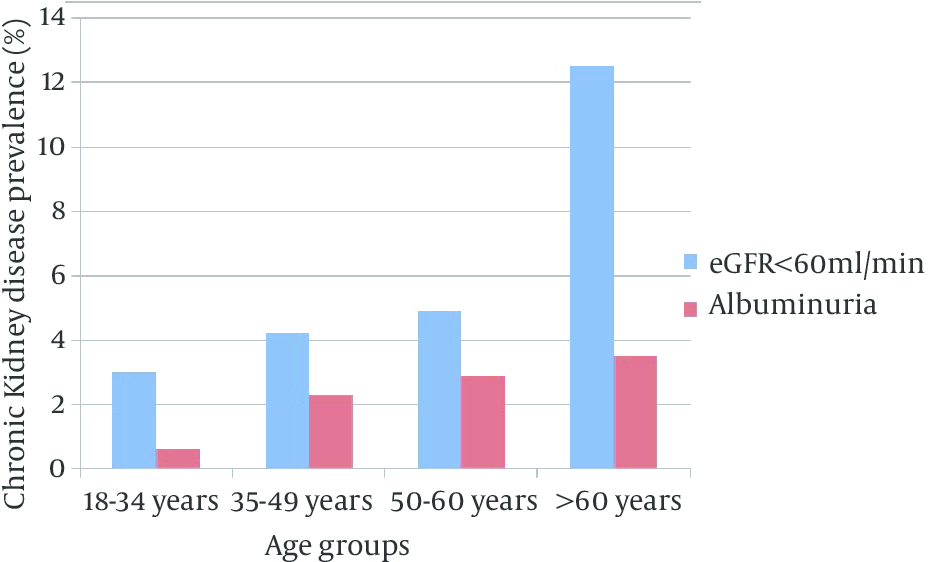 Chronic Kidney disease prevalence (%)
14
12
10
8
6
4
2
0
18-34 years 35-49 years 50-60 years >60 years
Age groups
eGFR<60ml/min
Albuminuria